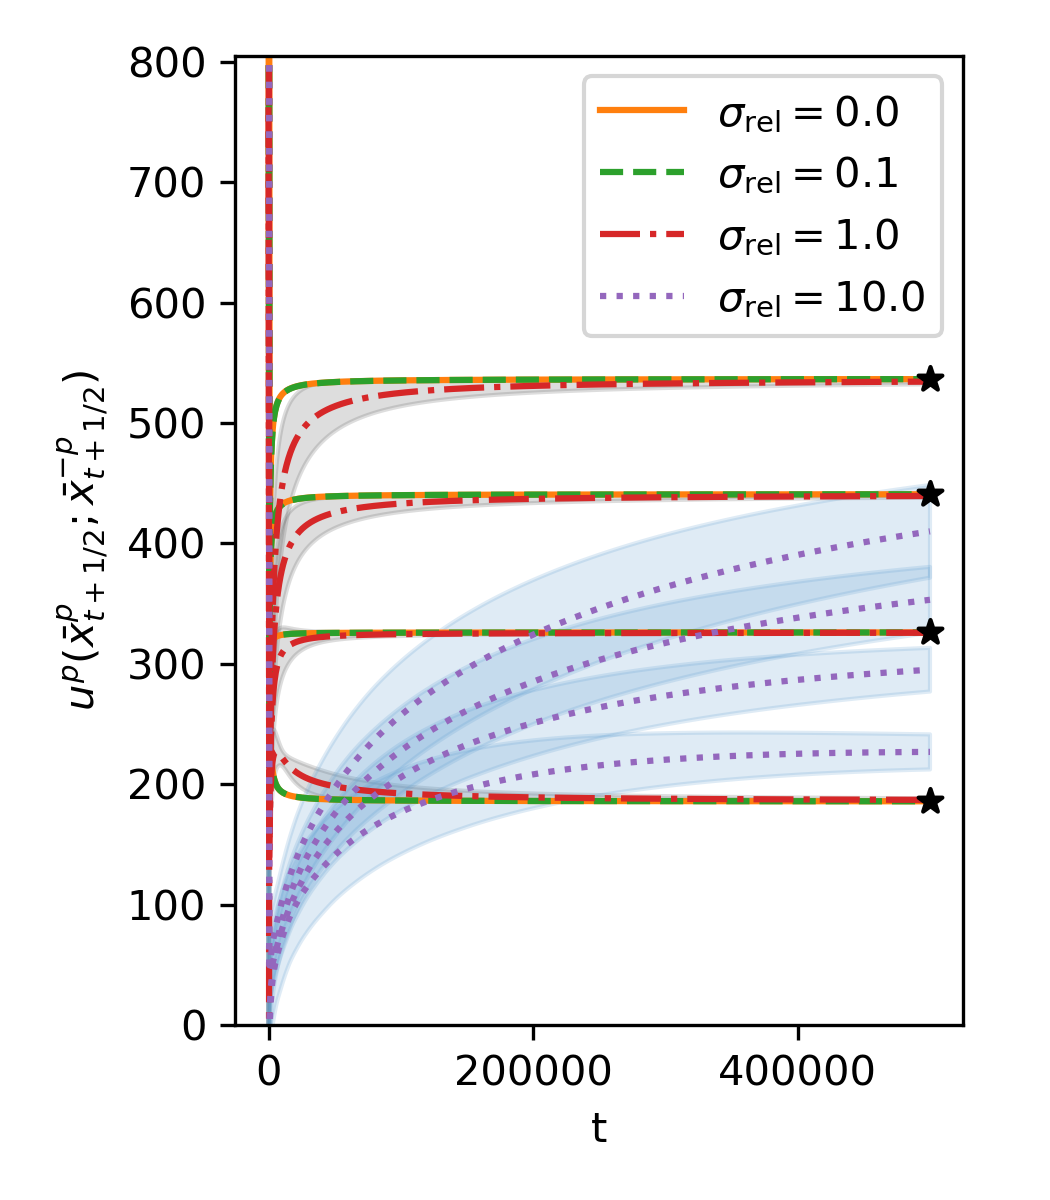 800
700
600
500
400
300
200
100
0
u^p(x̄^p_{t+1/2}; x̄^{-p}_{t+1/2})
σ_rel = 0.0
σ_rel = 0.1
σ_rel = 1.0
σ_rel = 10.0
0 200000 400000
t